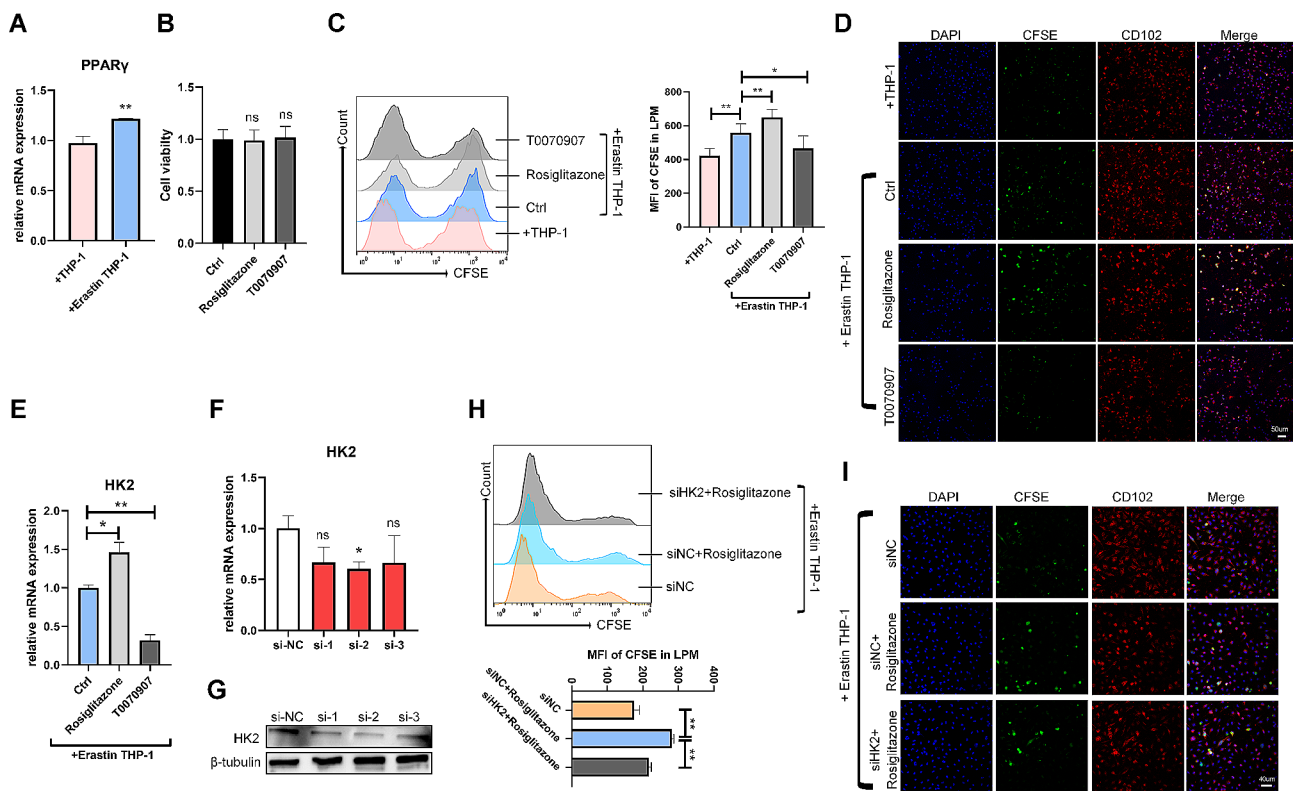 A
PPARγ
relative mRNA expression
1.5
1.0
0.5
0.0
**
+THP-1
+Erastin THP-1
B
Cell viability
1.5
1.0
0.5
0.0
ns
ns
Ctrl
Rosiglitazone
T0070907
C
Count
CFSE
T0070907
Rosiglitazone
Ctrl
+THP-1
+Erastin THP-1
MFI of CFSE in LPM
800
600
400
200
0
*
**
**
+THP-1
Ctrl
Rosiglitazone
T0070907
+Erastin THP-1
D
DAPI
CFSE
CD102
Merge
+THP-1
Ctrl
Rosiglitazone
T0070907
+ Erastin THP-1
50um
E
HK2
relative mRNA expression
2.0
1.5
1.0
0.5
0.0
**
*
Ctrl
Rosiglitazone
T0070907
+Erastin THP-1
F
HK2
relative mRNA expression
1.5
1.0
0.5
0.0
ns
*
ns
si-NC
si-1
si-2
si-3
G
si-NC
si-1
si-2
si-3
HK2
β-tubulin
H
Count
CFSE
siHK2+Rosiglitazone
siNC+Rosiglitazone
siNC
+Erastin THP-1
MFI of CFSE in LPM
0
100
200
300
400
siNC
siNC+Rosiglitazone
siHK2+Rosiglitazone
**
**
I
DAPI
CFSE
CD102
Merge
siNC
siNC+
Rosiglitazone
siHK2+
Rosiglitazone
+ Erastin THP-1
40um